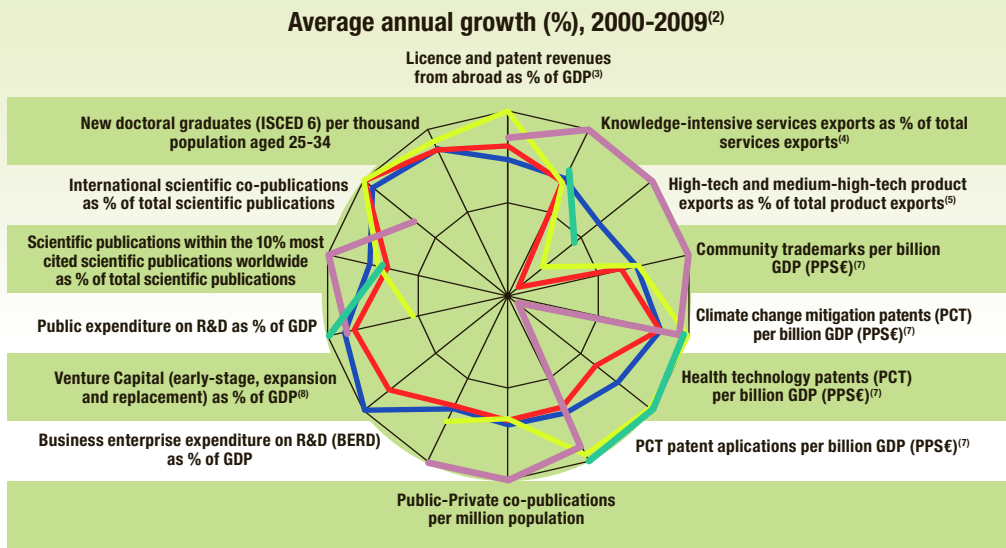 Average annual growth (%), 2000-2009(2)
Licence and patent revenues
from abroad as % of GDP(3)
New doctoral graduates (ISCED 6) per thousand
population aged 25-34
Knowledge-intensive services exports as % of total
services exports(4)
International scientific co-publications
as % of total scientific publications
High-tech and medium-high-tech product
exports as % of total product exports(5)
Scientific publications within the 10% most
cited scientific publications worldwide
as % of total scientific publications
Community trademarks per billion
GDP (PPS€)(7)
Public expenditure on R&D as % of GDP
Climate change mitigation patents (PCT)
per billion GDP (PPS€)(7)
Venture Capital (early-stage, expansion
and replacement) as % of GDP(8)
Health technology patents (PCT)
per billion GDP (PPS€)(7)
Business enterprise expenditure on R&D (BERD)
as % of GDP
PCT patent aplications per billion GDP (PPS€)(7)
Public-Private co-publications
per million population